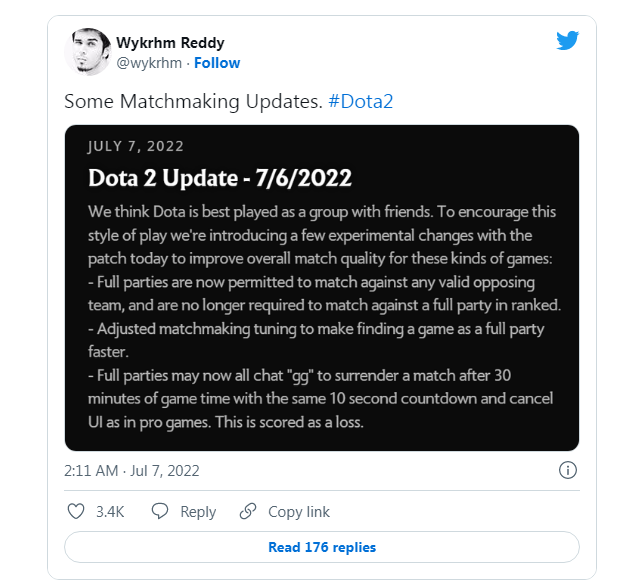 Wykrhm Reddy
@wykrhm · Follow
Some Matchmaking Updates. #Dota2
JULY 7, 2022
Dota 2 Update - 7/6/2022
We think Dota is best played as a group with friends. To encourage this
style of play we're introducing a few experimental changes with the
patch today to improve overall match quality for these kinds of games:
- Full parties are now permitted to match against any valid opposing
team, and are no longer required to match against a full party in ranked.
- Adjusted matchmaking tuning to make finding a game as a full party
faster.
- Full parties may now all chat "gg" to surrender a match after 30
minutes of game time with the same 10 second countdown and cancel
UI as in pro games. This is scored as a loss.
2:11 AM · Jul 7, 2022
3.4K Reply Copy link
Read 176 replies